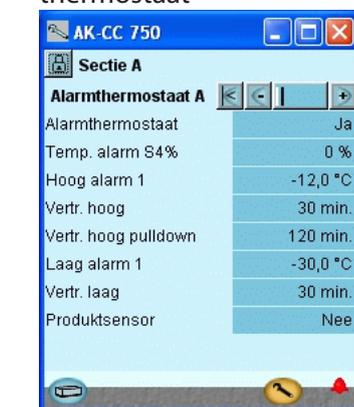 thermostaat
AK-CC 750
Sectie A
Alarmthermostaat A
Alarmthermostaat Ja
Temp. alarm S4% 0 %
Hoog alarm 1 -12,0 °C
Vertr. hoog 30 min.
Vertr. hoog pulldown 120 min.
Laag alarm 1 -30,0 °C
Vertr. laag 30 min.
Produktsensor Nee